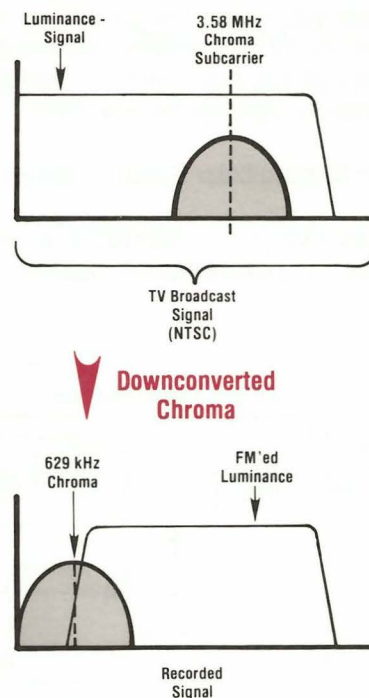 Luminance -
Signal
3.58 MHz
Chroma
Subcarrier
TV Broadcast
Signal
(NTSC)
Downconverted
Chroma
629 kHz
Chroma
FM'ed
Luminance
Recorded
Signal